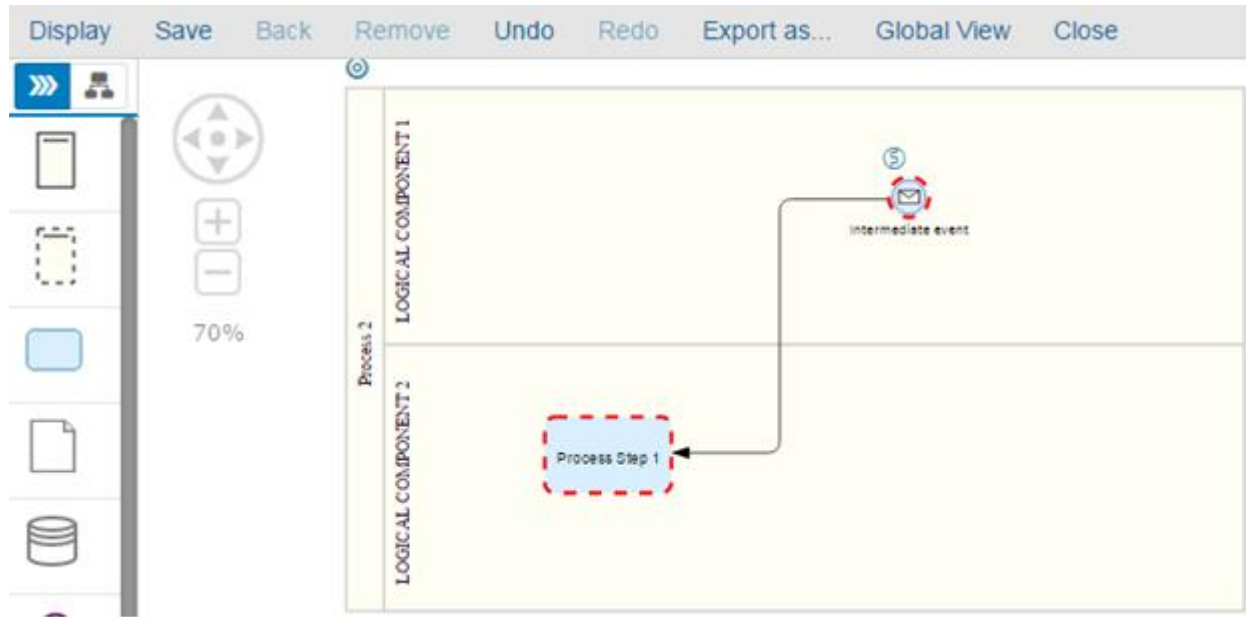 Display Save Back Remove Undo Redo Export as... Global View Close
70%
Process 2
LOGICAL COMPONENT 1
LOGICAL COMPONENT 2
S
Intermediate event
Process Step 1